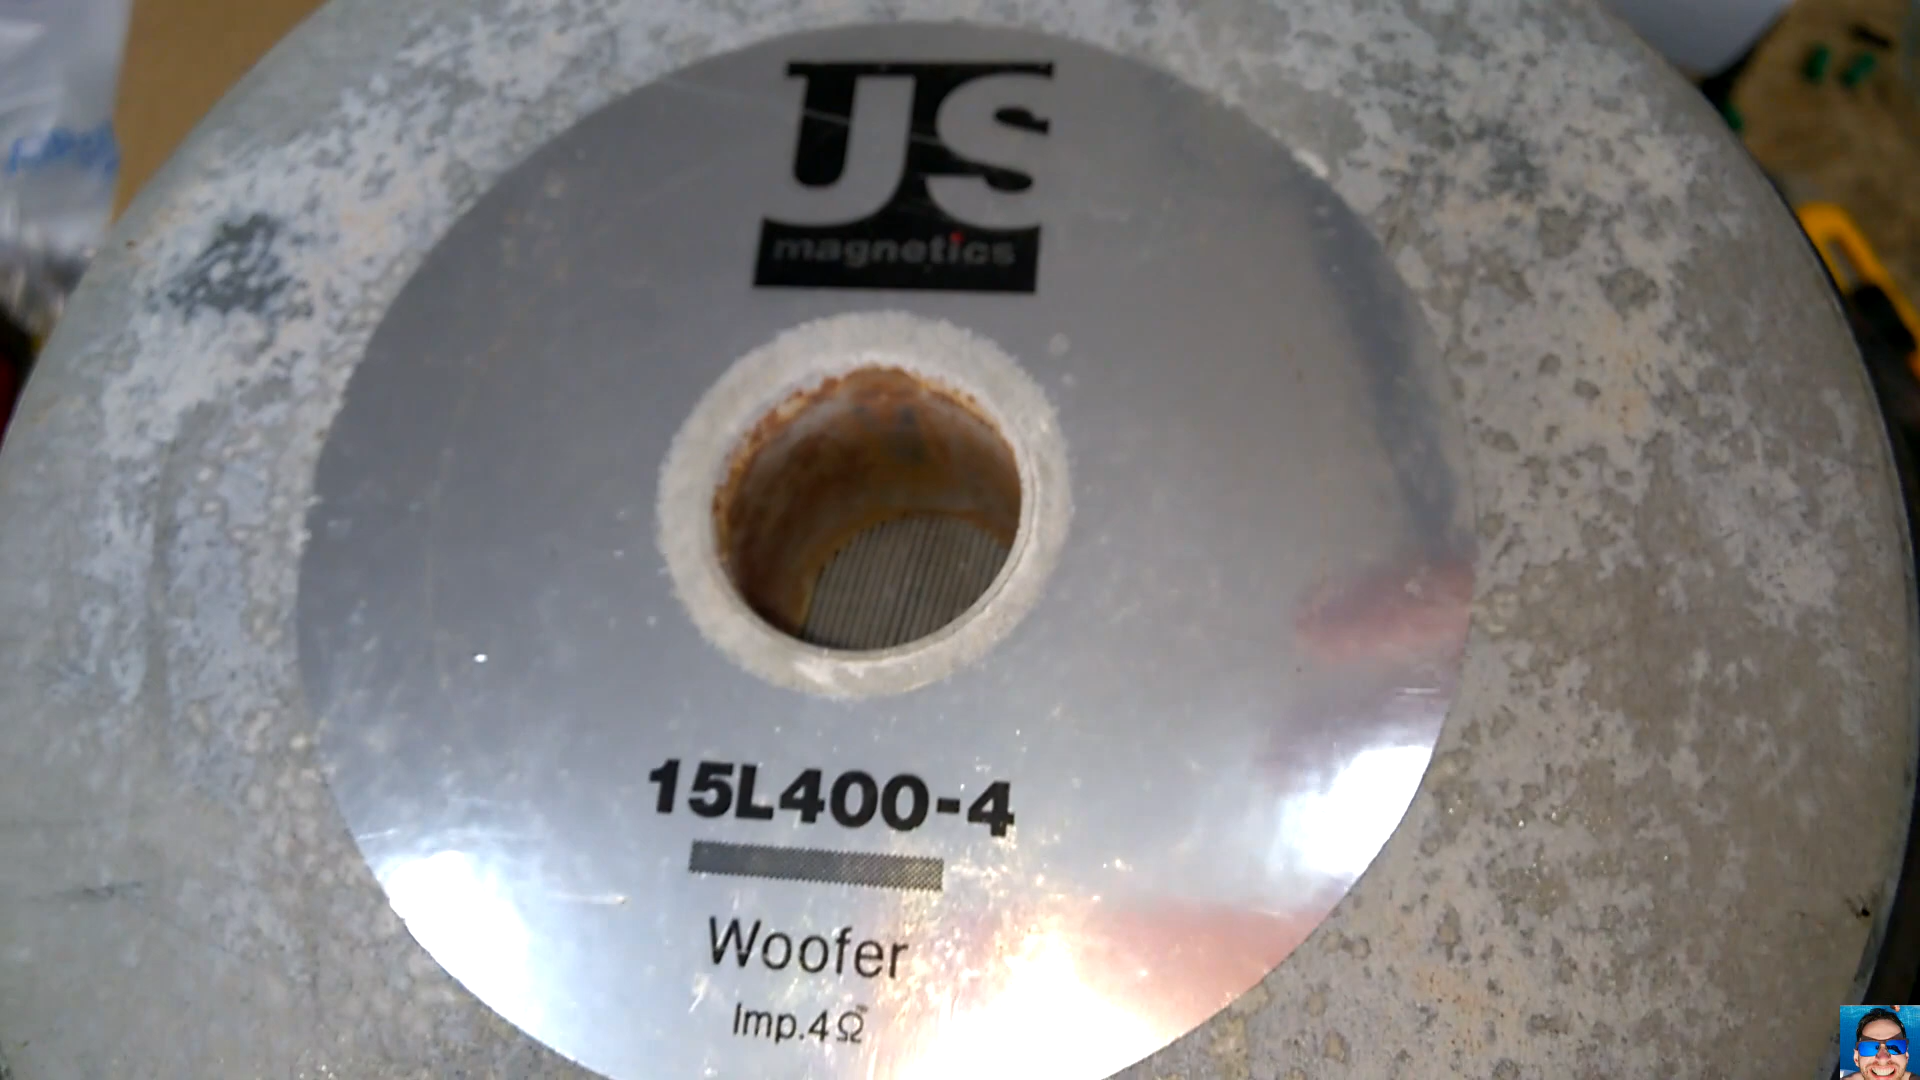 JS
magnetics
15L400-4
Woofer
Imp.4Ω